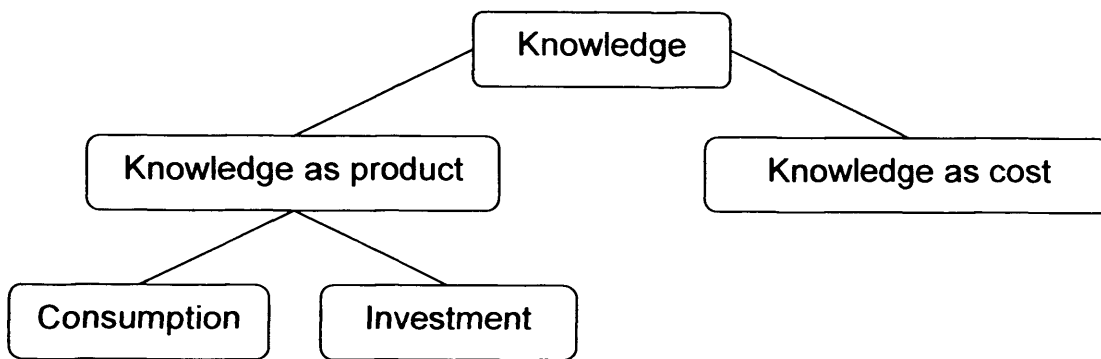 Knowledge
Knowledge as product
Knowledge as cost
Consumption
Investment